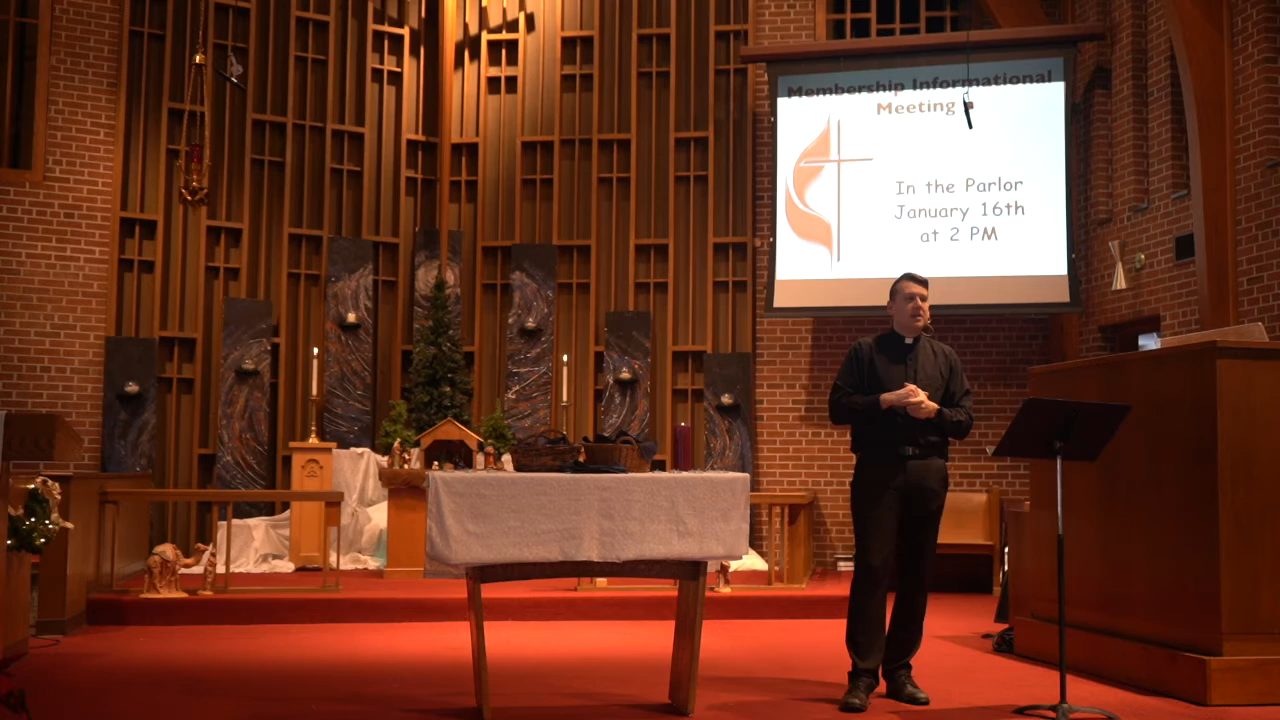 Membership Informational
Meeting
In the Parlor
January 16th
at 2 PM